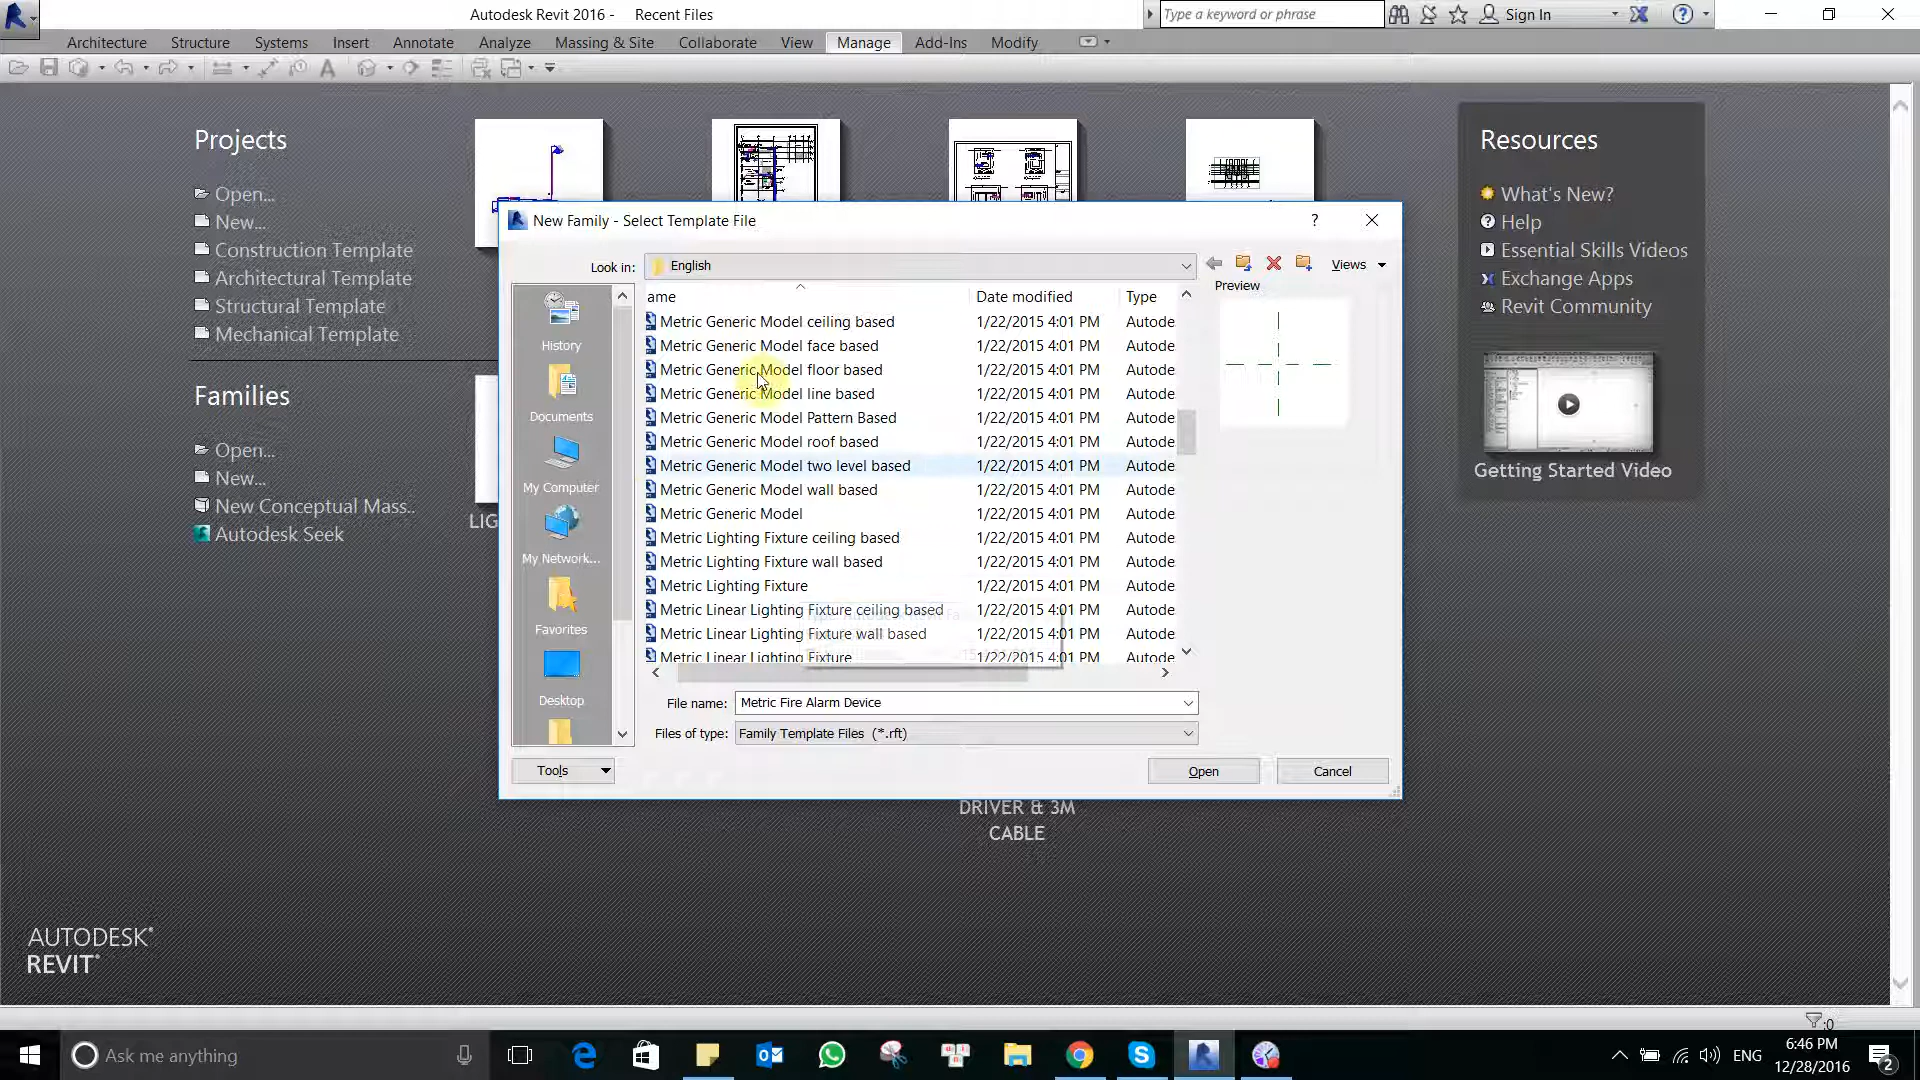 Autodesk Revit 2016 - Recent Files
Type a keyword or phrase
Sign In
Architecture Structure Systems Insert Annotate Analyze Massing & Site Collaborate View Manage Add-Ins Modify
Projects
Open...
New...
Construction Template
Architectural Template
Structural Template
Mechanical Template
Families
Open...
New...
New Conceptual Mass..
Autodesk Seek
LIG
Resources
What's New?
Help
Essential Skills Videos
Exchange Apps
Revit Community
Getting Started Video
New Family - Select Template File
Look in: English
Views
ame Date modified Type
Preview
Metric Generic Model ceiling based 1/22/2015 4:01 PM Autode
Metric Generic Model face based 1/22/2015 4:01 PM Autode
Metric Generic Model floor based 1/22/2015 4:01 PM Autode
Metric Generic Model line based 1/22/2015 4:01 PM Autode
Metric Generic Model Pattern Based 1/22/2015 4:01 PM Autode
Metric Generic Model roof based 1/22/2015 4:01 PM Autode
Metric Generic Model two level based 1/22/2015 4:01 PM Autode
Metric Generic Model wall based 1/22/2015 4:01 PM Autode
Metric Generic Model 1/22/2015 4:01 PM Autode
Metric Lighting Fixture ceiling based 1/22/2015 4:01 PM Autode
Metric Lighting Fixture wall based 1/22/2015 4:01 PM Autode
Metric Lighting Fixture 1/22/2015 4:01 PM Autode
Metric Linear Lighting Fixture ceiling based 1/22/2015 4:01 PM Autode
Metric Linear Lighting Fixture wall based 1/22/2015 4:01 PM Autode
Metric Linear Lighting Fixture 1/22/2015 4:01 PM Autode
History
Documents
My Computer
My Network...
Favorites
Desktop
File name: Metric Fire Alarm Device
Files of type: Family Template Files (*.rft)
Tools
Open
Cancel
DRIVER & 3M
CABLE
AUTODESK®
REVIT®
:0
Ask me anything
ENG
6:46 PM
12/28/2016
2